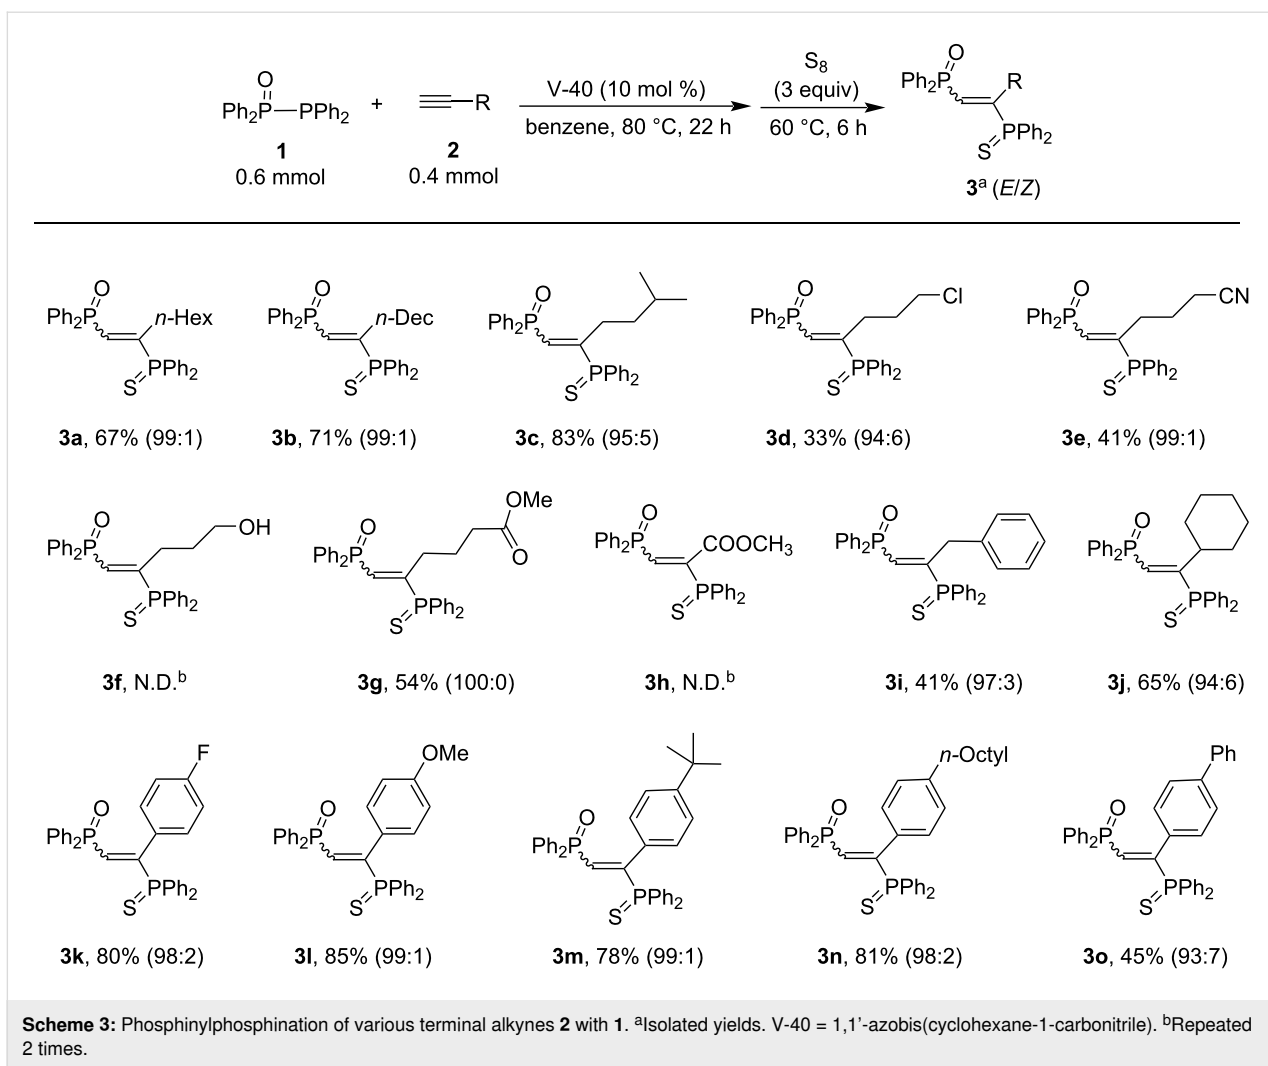 O
Ph₂P—PPh₂
1
0.6 mmol
+
R
2
0.4 mmol
V-40 (10 mol %)
benzene, 80 °C, 22 h
S₈
(3 equiv)
60 °C, 6 h
O
Ph₂P
R
PPh₂
S
3ᵃ (E/Z)
O
Ph₂P
n-Hex
PPh₂
S
O
Ph₂P
n-Dec
PPh₂
S
O
Ph₂P
PPh₂
S
O
Ph₂P
Cl
PPh₂
S
O
Ph₂P
CN
PPh₂
S
3a, 67% (99:1)
3b, 71% (99:1)
3c, 83% (95:5)
3d, 33% (94:6)
3e, 41% (99:1)
O
Ph₂P
OH
PPh₂
S
O
Ph₂P
OMe
O
PPh₂
S
O
Ph₂P
COOCH₃
PPh₂
S
O
Ph₂P
PPh₂
S
O
Ph₂P
PPh₂
S
3f, N.D.ᵇ
3g, 54% (100:0)
3h, N.D.ᵇ
3i, 41% (97:3)
3j, 65% (94:6)
F
O
Ph₂P
PPh₂
S
OMe
O
Ph₂P
PPh₂
S
O
Ph₂P
PPh₂
S
n-Octyl
O
Ph₂P
PPh₂
S
Ph
O
Ph₂P
PPh₂
S
3k, 80% (98:2)
3l, 85% (99:1)
3m, 78% (99:1)
3n, 81% (98:2)
3o, 45% (93:7)
Scheme 3: Phosphinylphosphination of various terminal alkynes 2 with 1. ᵃIsolated yields. V-40 = 1,1’-azobis(cyclohexane-1-carbonitrile). ᵇRepeated
2 times.